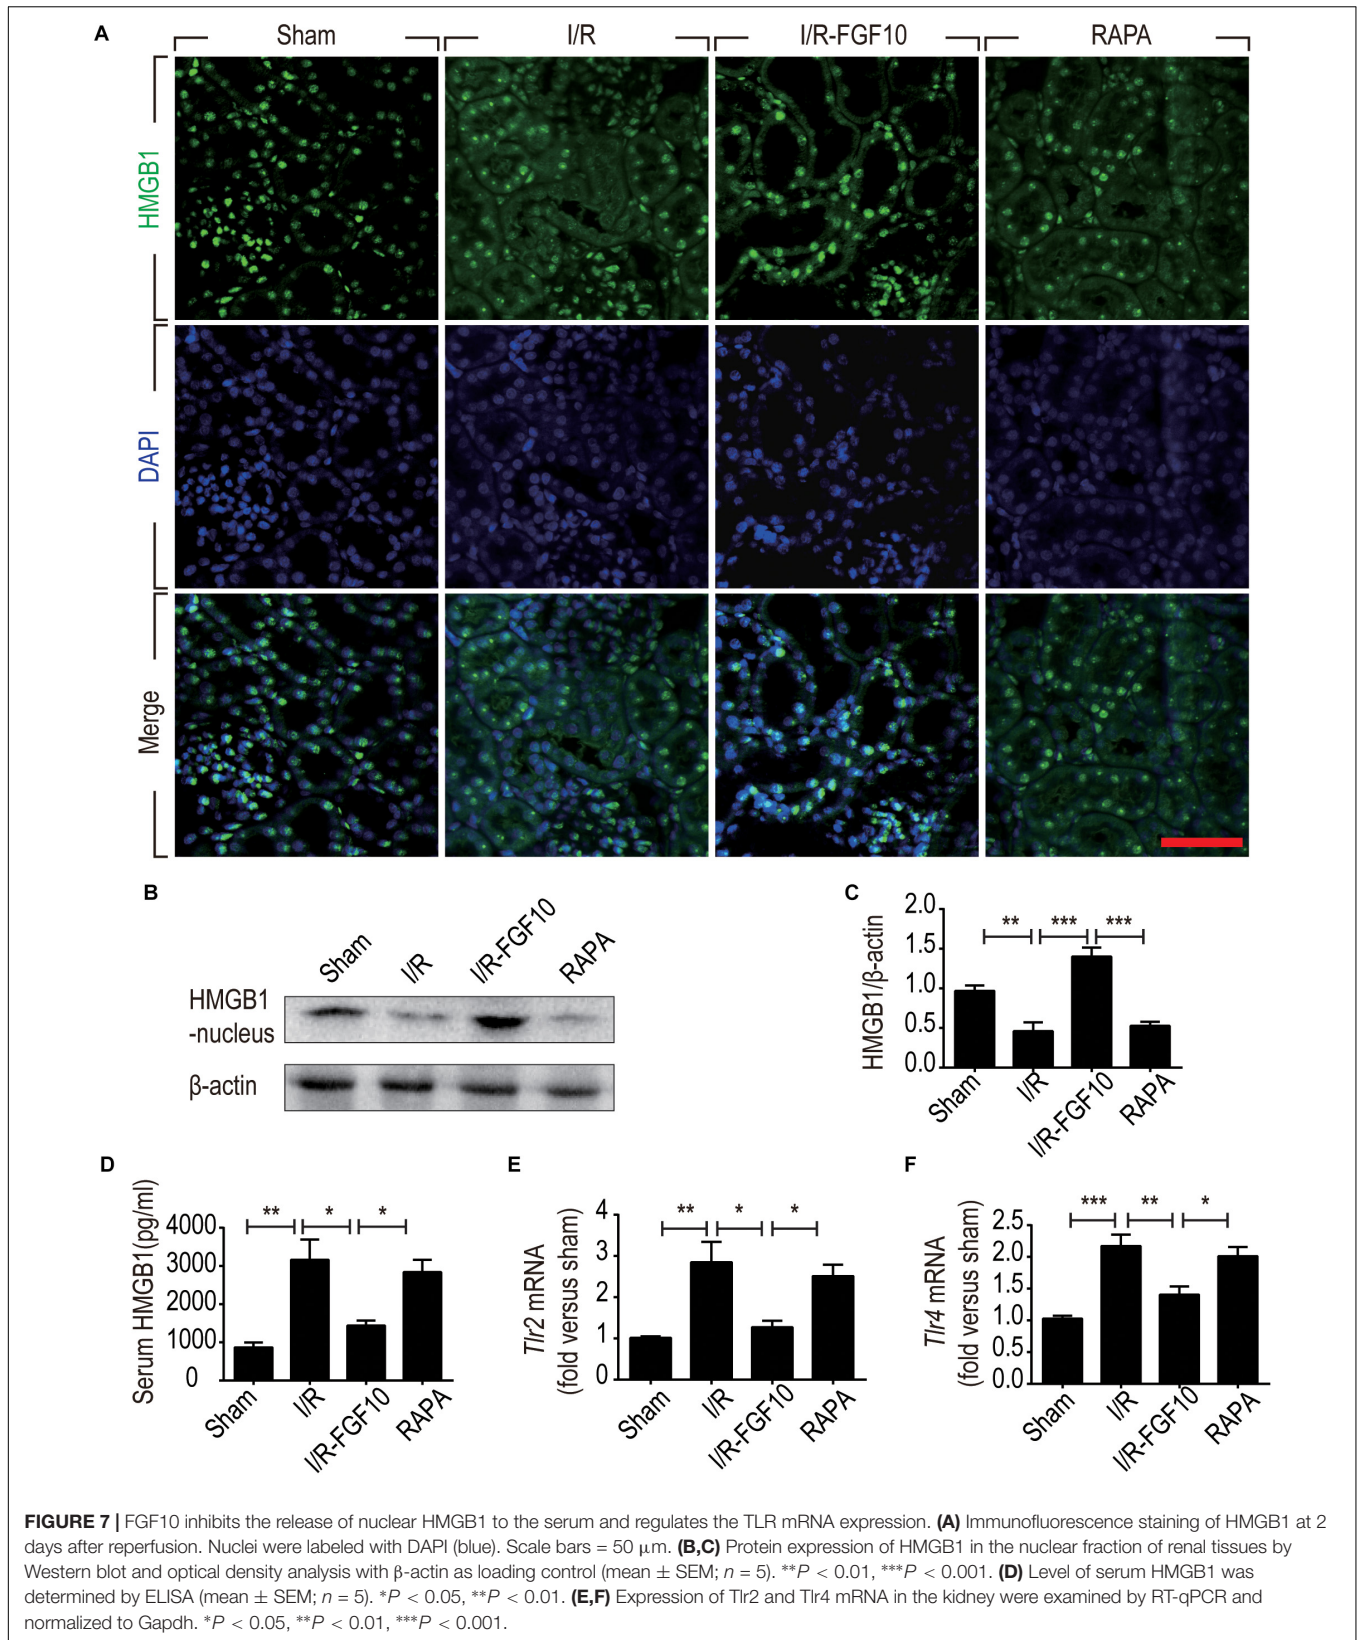 A
Sham I/R I/R-FGF10 RAPA
HMGB1
DAPI
Merge
B
Sham I/R I/R-FGF10 RAPA
HMGB1
-nucleus
β-actin
C
HMGB1/β-actin
2.0
1.5
1.0
0.5
0.0
** *** ***
Sham I/R I/R-FGF10 RAPA
D
Serum HMGB1(pg/ml)
4000
3000
2000
1000
0
** * *
Sham I/R I/R-FGF10 RAPA
E
Tlr2 mRNA
(fold versus sham)
4
3
2
1
0
** * *
Sham I/R I/R-FGF10 RAPA
F
Tlr4 mRNA
(fold versus sham)
2.5
2.0
1.5
1.0
0.5
0.0
*** ** *
Sham I/R I/R-FGF10 RAPA
FIGURE 7 | FGF10 inhibits the release of nuclear HMGB1 to the serum and regulates the TLR mRNA expression. (A) Immunofluorescence staining of HMGB1 at 2
days after reperfusion. Nuclei were labeled with DAPI (blue). Scale bars = 50 μm. (B,C) Protein expression of HMGB1 in the nuclear fraction of renal tissues by
Western blot and optical density analysis with β-actin as loading control (mean ± SEM; n = 5). **P < 0.01, ***P < 0.001. (D) Level of serum HMGB1 was
determined by ELISA (mean ± SEM; n = 5). *P < 0.05, **P < 0.01. (E,F) Expression of Tlr2 and Tlr4 mRNA in the kidney were examined by RT-qPCR and
normalized to Gapdh. *P < 0.05, **P < 0.01, ***P < 0.001.